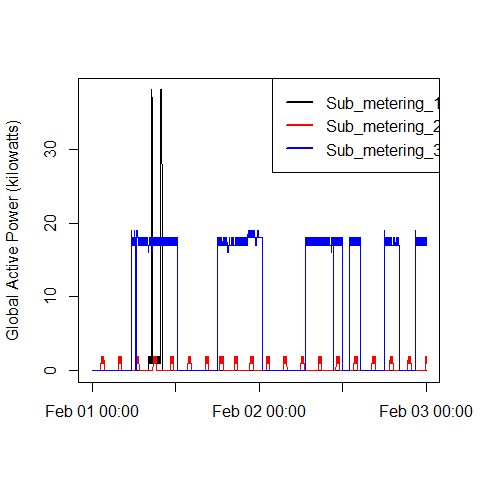 Global Active Power (kilowatts)
30
20
10
0
Sub_metering_1
Sub_metering_2
Sub_metering_3
Feb 01 00:00
Feb 02 00:00
Feb 03 00:00